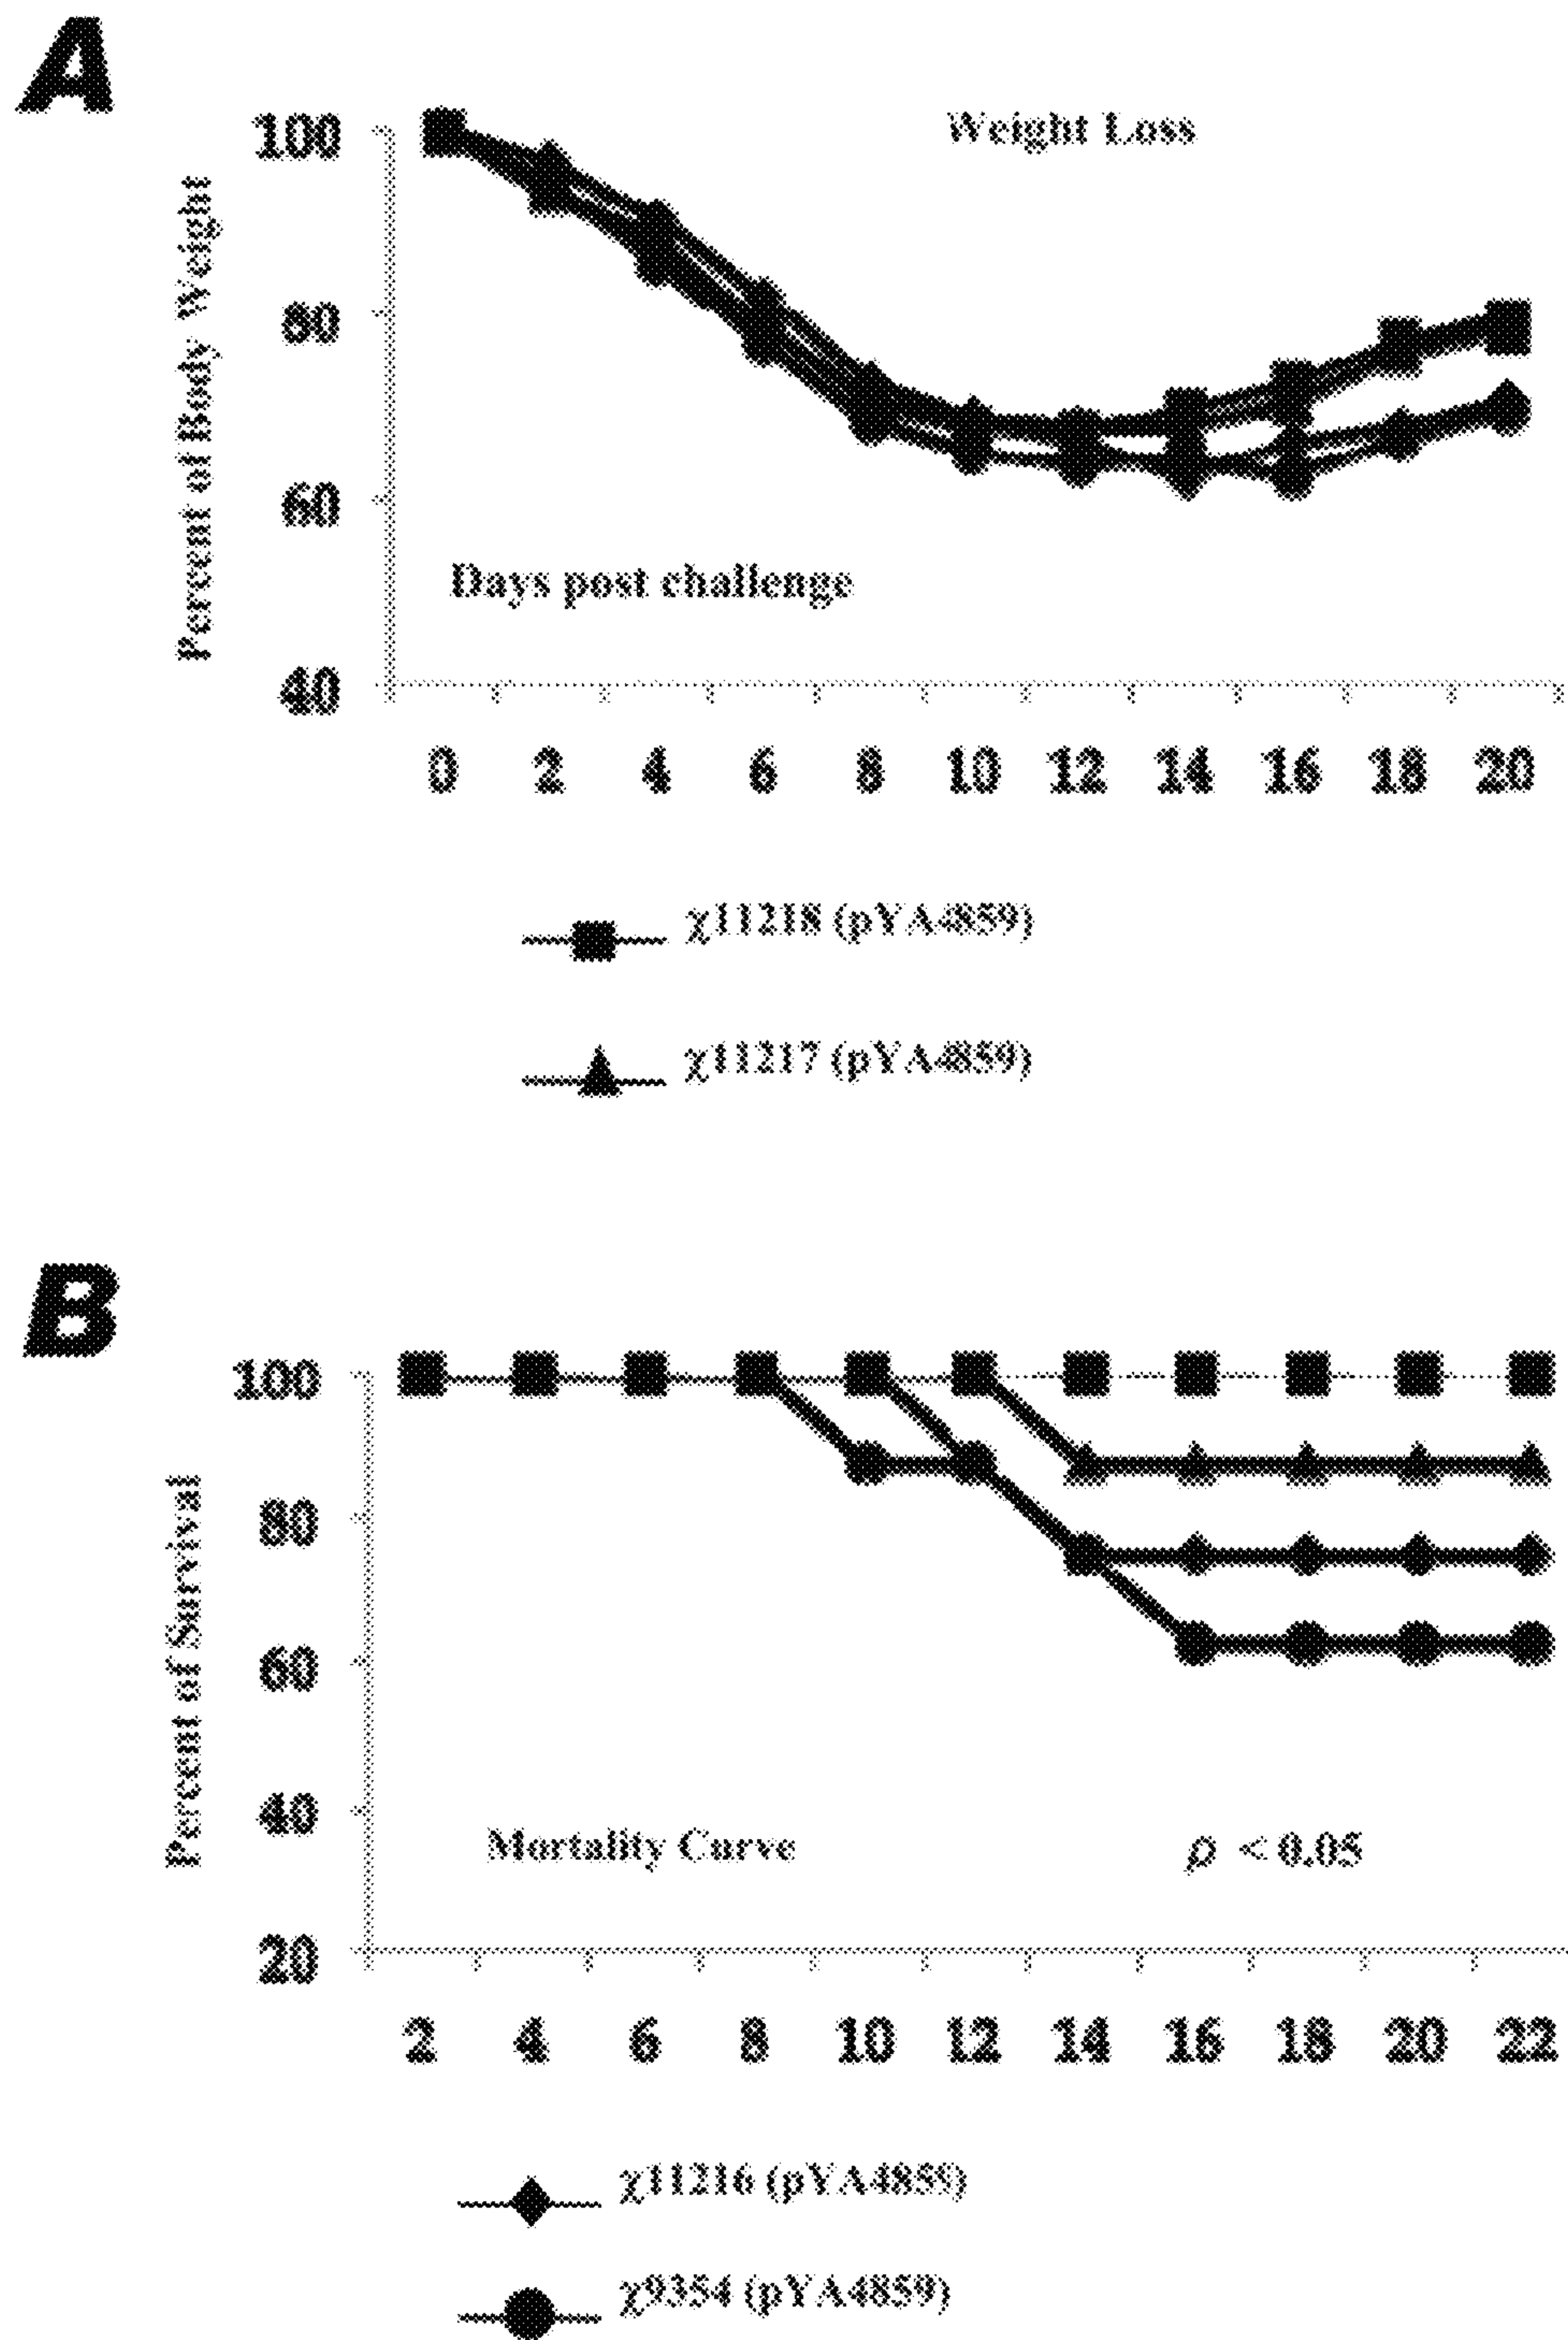 A
Weight Loss
Percent of Body Weight
100
80
60
40
Days post challenge
0 2 4 6 8 10 12 14 16 18 20
χ11218 (pYA4859)
χ11217 (pYA4859)
B
Percent of Survival
100
80
60
40
20
Mortality Curve
ρ < 0.05
2 4 6 8 10 12 14 16 18 20 22
χ11216 (pYA4859)
χ9354 (pYA4859)